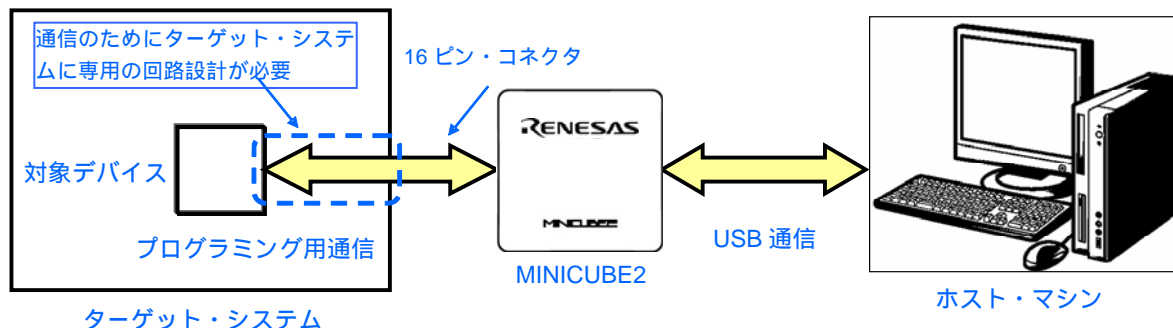 通信のためにターゲット・システ
ムに専用の回路設計が必要
16 ピン・コネクタ
RENESAS
対象デバイス
MINICUBE2
プログラミング用通信
USB 通信
MINICUBE2
ホスト・マシン
ターゲット・システム